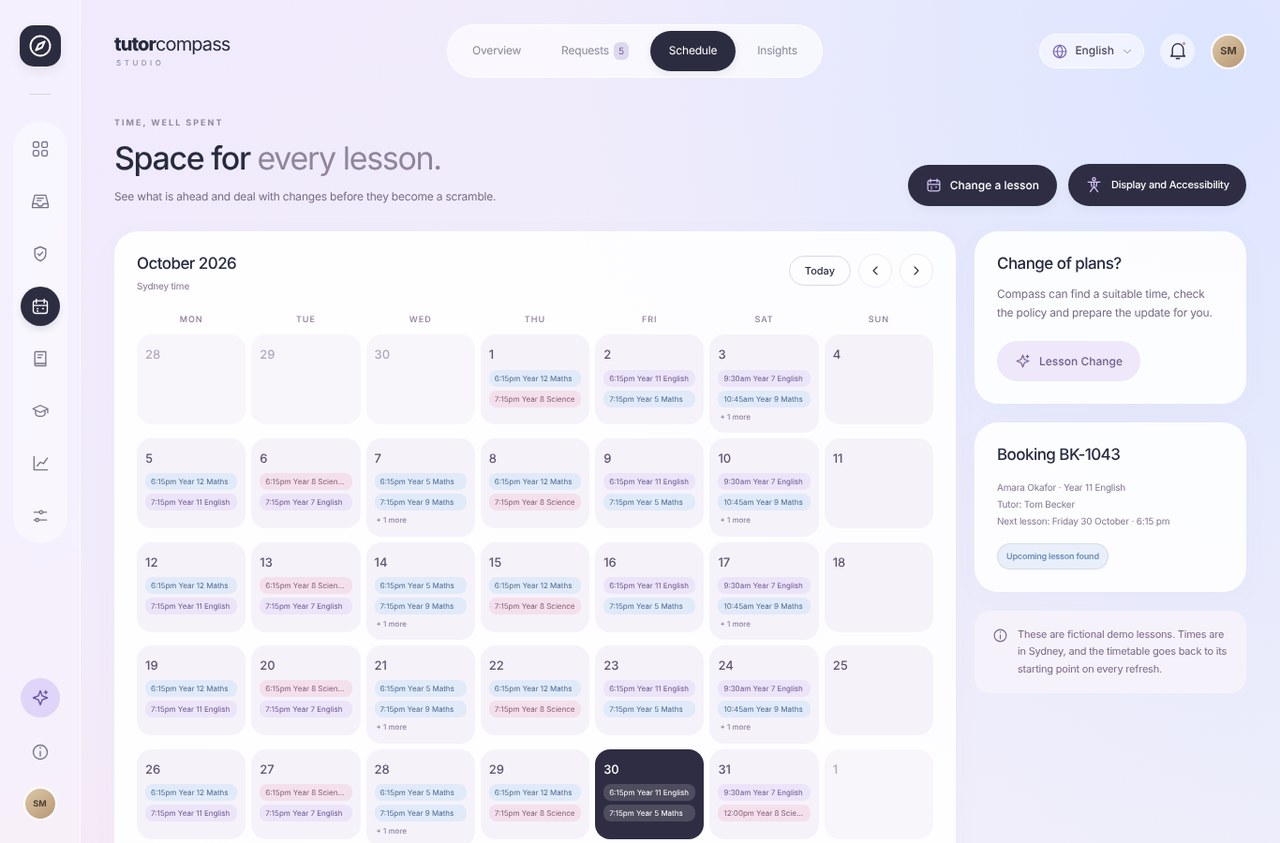 tutorcompass
STUDIO
Overview
Requests 5
Schedule
Insights
English
SM
TIME, WELL SPENT
Space for every lesson.
See what is ahead and deal with changes before they become a scramble.
Change a lesson
Display and Accessibility
October 2026
Sydney time
Today
MON TUE WED THU FRI SAT SUN
28
29
30
1
6:15pm Year 12 Maths
7:15pm Year 8 Science
2
6:15pm Year 11 English
7:15pm Year 5 Maths
3
9:30am Year 7 English
10:45am Year 9 Maths
+ 1 more
4
5
6:15pm Year 12 Maths
7:15pm Year 11 English
6
6:15pm Year 8 Scien...
7:15pm Year 7 English
7
6:15pm Year 5 Maths
7:15pm Year 9 Maths
+ 1 more
8
6:15pm Year 12 Maths
7:15pm Year 8 Science
9
6:15pm Year 11 English
7:15pm Year 5 Maths
10
9:30am Year 7 English
10:45am Year 9 Maths
+ 1 more
11
12
6:15pm Year 12 Maths
7:15pm Year 11 English
13
6:15pm Year 8 Scien...
7:15pm Year 7 English
14
6:15pm Year 5 Maths
7:15pm Year 9 Maths
+ 1 more
15
6:15pm Year 12 Maths
7:15pm Year 8 Science
16
6:15pm Year 11 English
7:15pm Year 5 Maths
17
9:30am Year 7 English
10:45am Year 9 Maths
+ 1 more
18
19
6:15pm Year 12 Maths
7:15pm Year 11 English
20
6:15pm Year 8 Scien...
7:15pm Year 7 English
21
6:15pm Year 5 Maths
7:15pm Year 9 Maths
+ 1 more
22
6:15pm Year 12 Maths
7:15pm Year 8 Science
23
6:15pm Year 11 English
7:15pm Year 5 Maths
24
9:30am Year 7 English
10:45am Year 9 Maths
+ 1 more
25
26
6:15pm Year 12 Maths
7:15pm Year 11 English
27
6:15pm Year 8 Scien...
7:15pm Year 7 English
28
6:15pm Year 5 Maths
7:15pm Year 9 Maths
+ 1 more
29
6:15pm Year 12 Maths
7:15pm Year 8 Science
30
6:15pm Year 11 English
7:15pm Year 5 Maths
31
9:30am Year 7 English
12:00pm Year 8 Scie...
1
Change of plans?
Compass can find a suitable time, check
the policy and prepare the update for you.
Lesson Change
Booking BK-1043
Amara Okafor · Year 11 English
Tutor: Tom Becker
Next lesson: Friday 30 October · 6:15 pm
Upcoming lesson found
These are fictional demo lessons. Times are
in Sydney, and the timetable goes back to its
starting point on every refresh.
SM